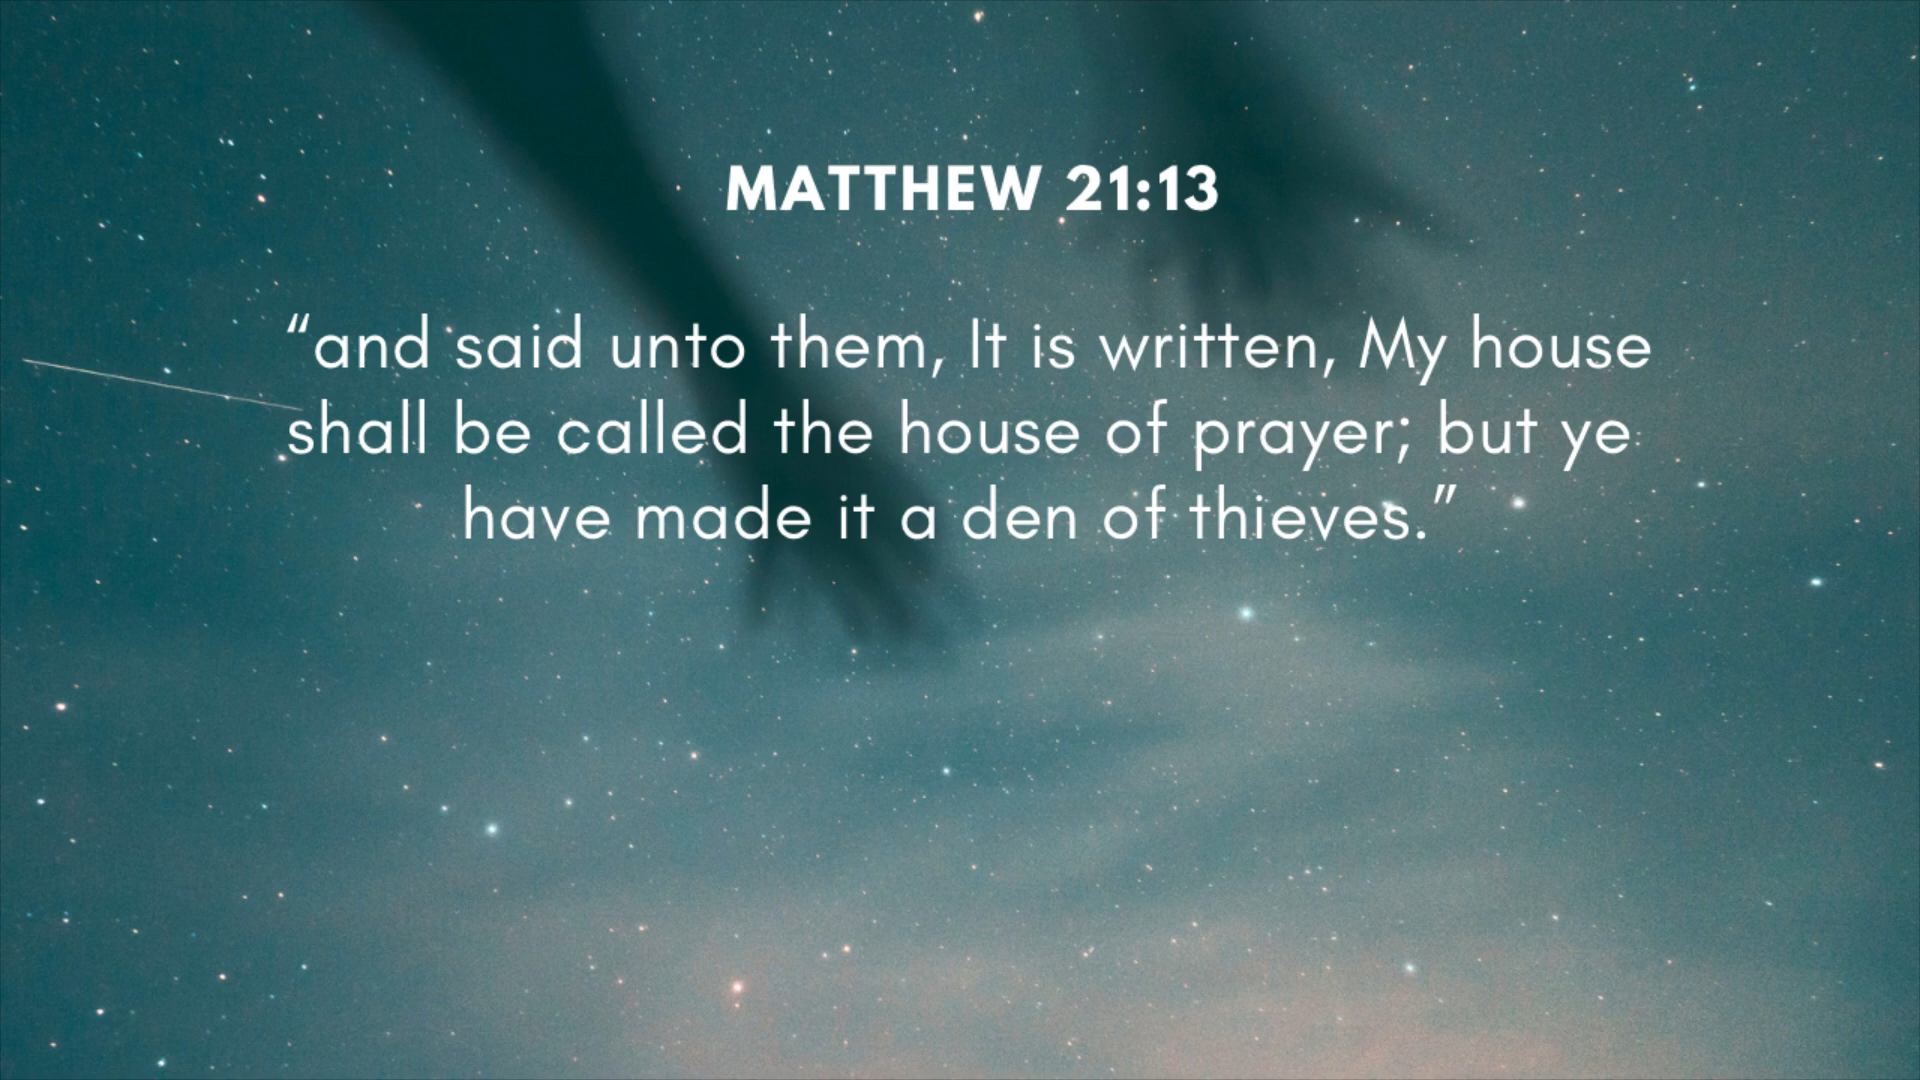 MATTHEW 21:13
“and said unto them, It is written, My house
shall be called the house of prayer; but ye
have made it a den of thieves.”